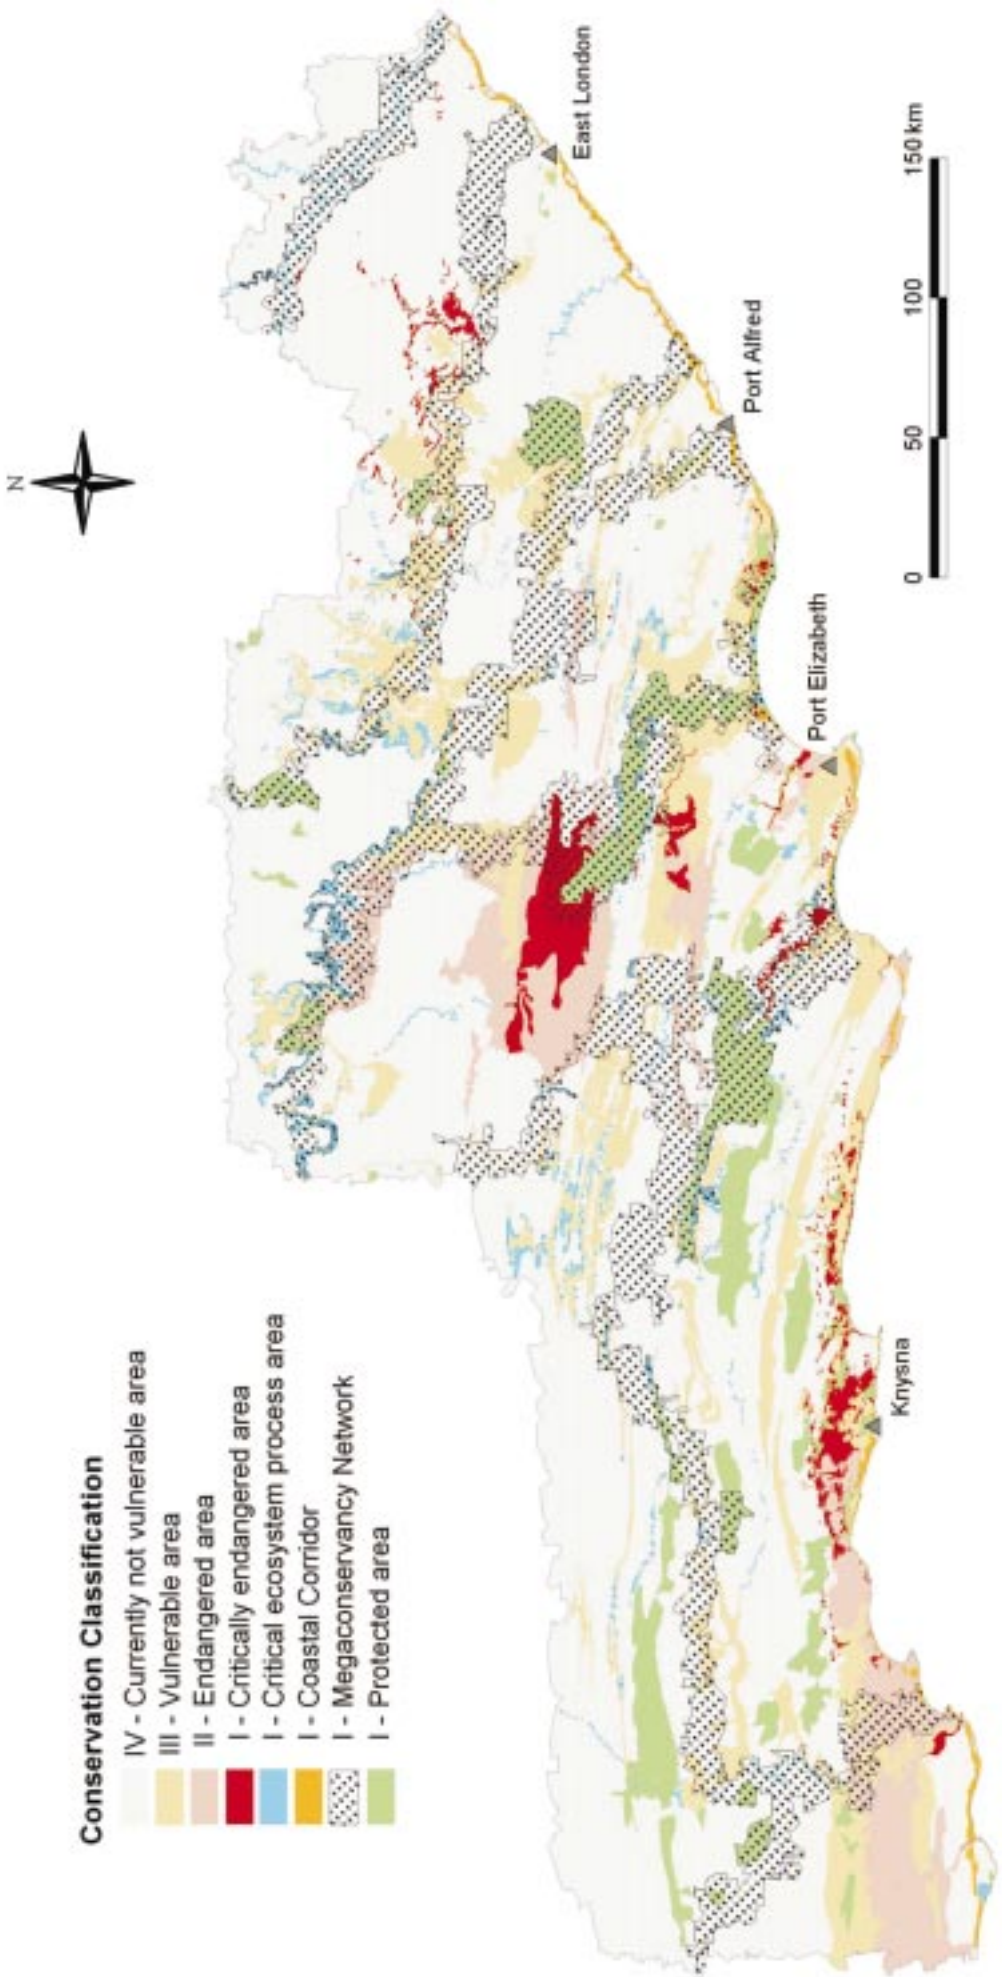 N
Conservation Classification
IV - Currently not vulnerable area
III - Vulnerable area
II - Endangered area
I - Critically endangered area
I - Critical ecosystem process area
I - Coastal Corridor
I - Megaconservancy Network
I - Protected area
Knysna
Port Elizabeth
Port Alfred
East London
0
50
100
150 km